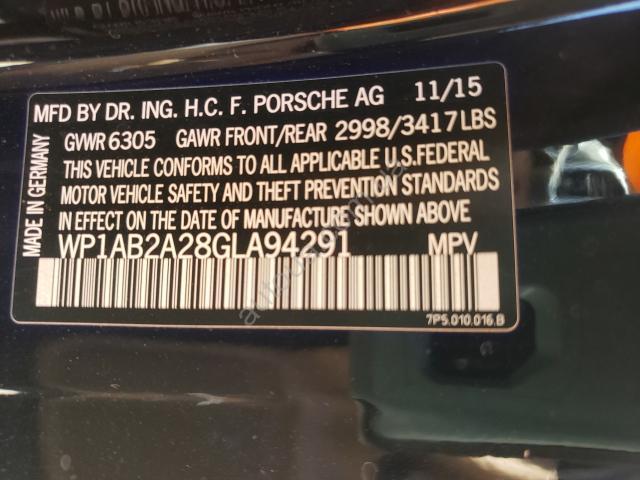 MFD BY DR. ING. H.C. F. PORSCHE AG 11/15
GVWR 6305 GAWR FRONT/REAR 2998/3417LBS
THIS VEHICLE CONFORMS TO ALL APPLICABLE U.S.FEDERAL
MOTOR VEHICLE SAFETY AND THEFT PREVENTION STANDARDS
IN EFFECT ON THE DATE OF MANUFACTURE SHOWN ABOVE
WP1AB2A28GLA94291 MPV
7P5.010.016.B
MADE IN GERMANY